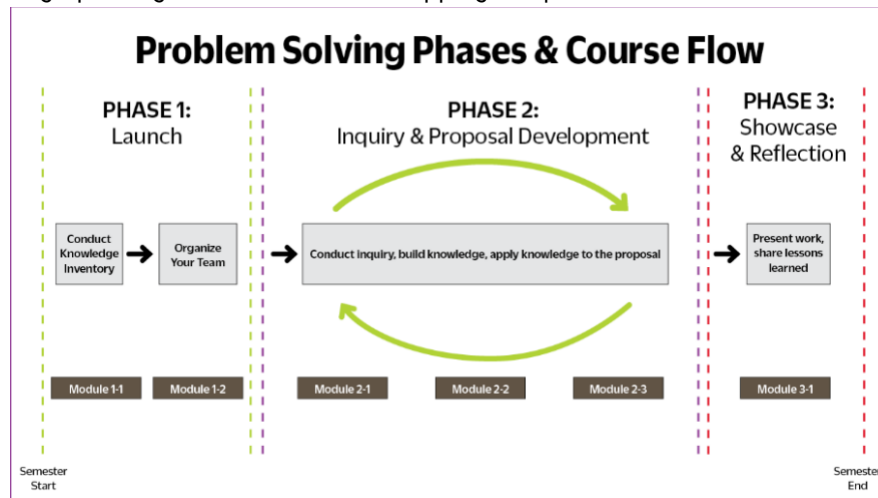 Problem Solving Phases & Course Flow
PHASE 1:
Launch
PHASE 2:
Inquiry & Proposal Development
PHASE 3:
Showcase
& Reflection
Conduct
Knowledge
Inventory
Organize
Your Team
Conduct inquiry, build knowledge, apply knowledge to the proposal
Present work,
share lessons
learned
Module 1-1
Module 1-2
Module 2-1
Module 2-2
Module 2-3
Module 3-1
Semester
Start
Semester
End